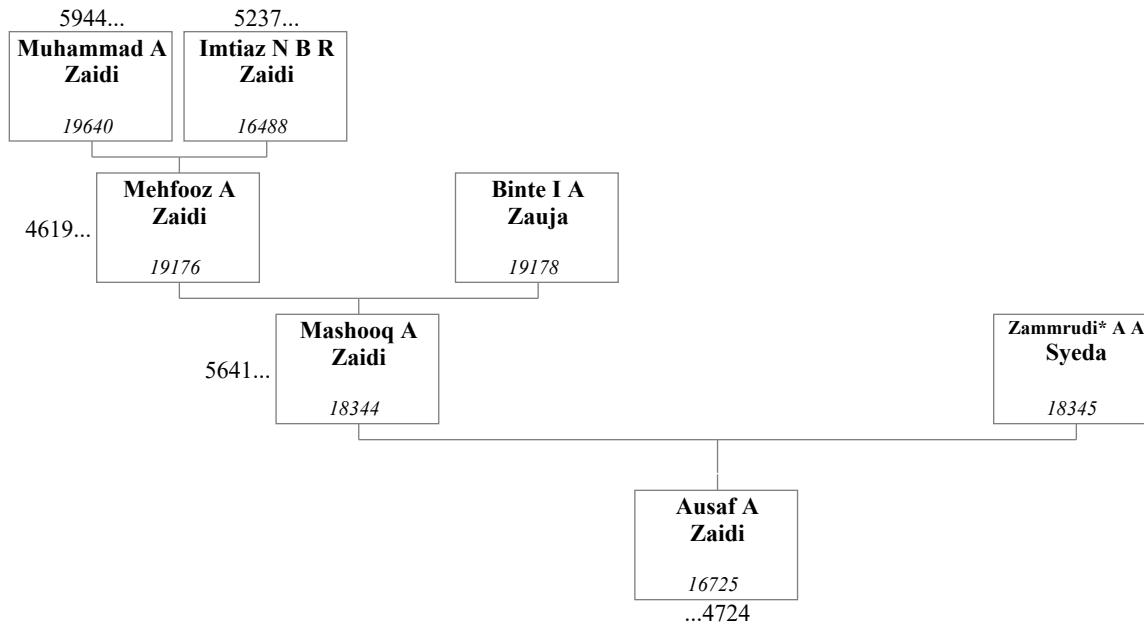 5944...
5237...
Muhammad A
Zaidi
19640
Imtiaz N B R
Zaidi
16488
4619...
Mehfooz A
Zaidi
19176
Binte I A
Zauja
19178
5641...
Mashooq A
Zaidi
18344
Zammrudi* A A
Syeda
18345
Ausaf A
Zaidi
16725
...4724